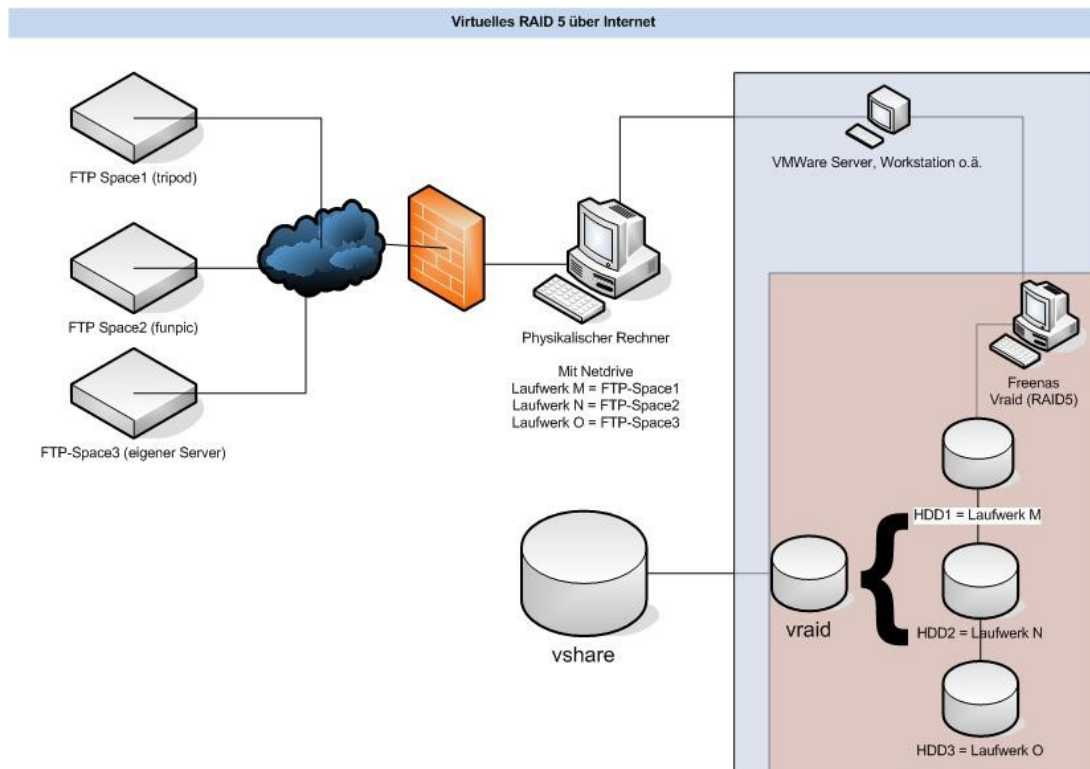 Virtuelles RAID 5 über Internet
FTP Space1 (tripod)
FTP Space2 (funpic)
FTP-Space3 (eigener Server)
Physikalischer Rechner
Mit Netdrive
Laufwerk M = FTP-Space1
Laufwerk N = FTP-Space2
Laufwerk O = FTP-Space3
VMWare Server, Workstation o.ä.
Freenas
Vraid (RAID5)
HDD1 = Laufwerk M
HDD2 = Laufwerk N
HDD3 = Laufwerk O
vraid
vshare